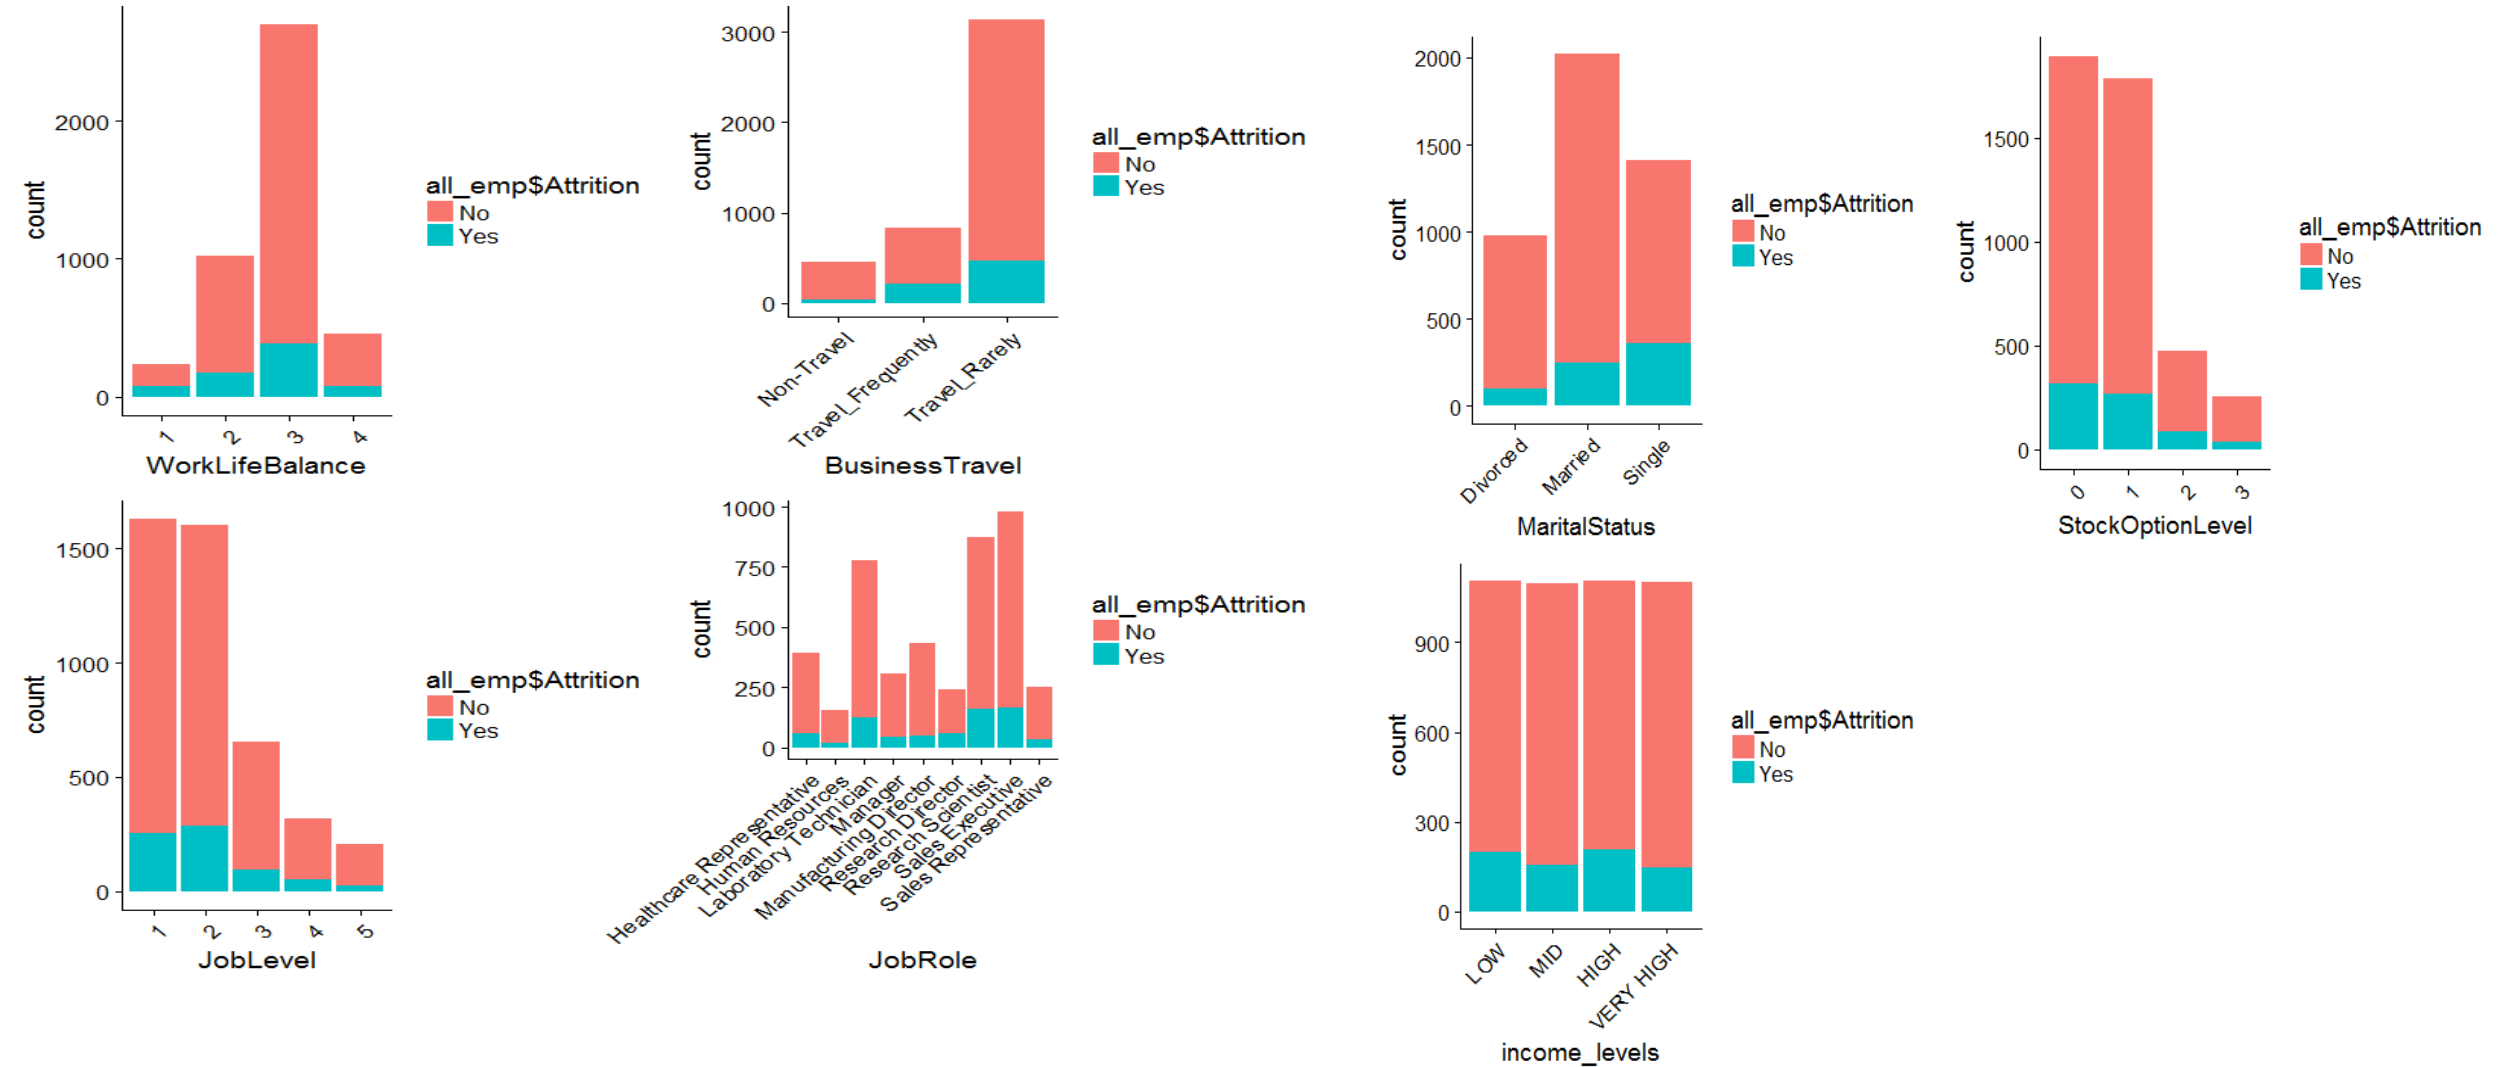 count
2000
1000
0
1
2
3
4
WorkLifeBalance
all_emp$Attrition
No
Yes
count
3000
2000
1000
0
Non-Travel
Travel_Frequently
Travel_Rarely
BusinessTravel
all_emp$Attrition
No
Yes
count
2000
1500
1000
500
0
Divorced
Married
Single
MaritalStatus
all_emp$Attrition
No
Yes
count
1500
1000
500
0
0
1
2
3
StockOptionLevel
all_emp$Attrition
No
Yes
count
1500
1000
500
0
1
2
3
4
5
JobLevel
all_emp$Attrition
No
Yes
count
1000
750
500
250
0
Healthcare Representative
Human Resources
Laboratory Technician
Manager
Manufacturing Director
Research Director
Research Scientist
Sales Executive
Sales Representative
JobRole
all_emp$Attrition
No
Yes
count
900
600
300
0
LOW
MID
HIGH
VERY HIGH
income_levels
all_emp$Attrition
No
Yes